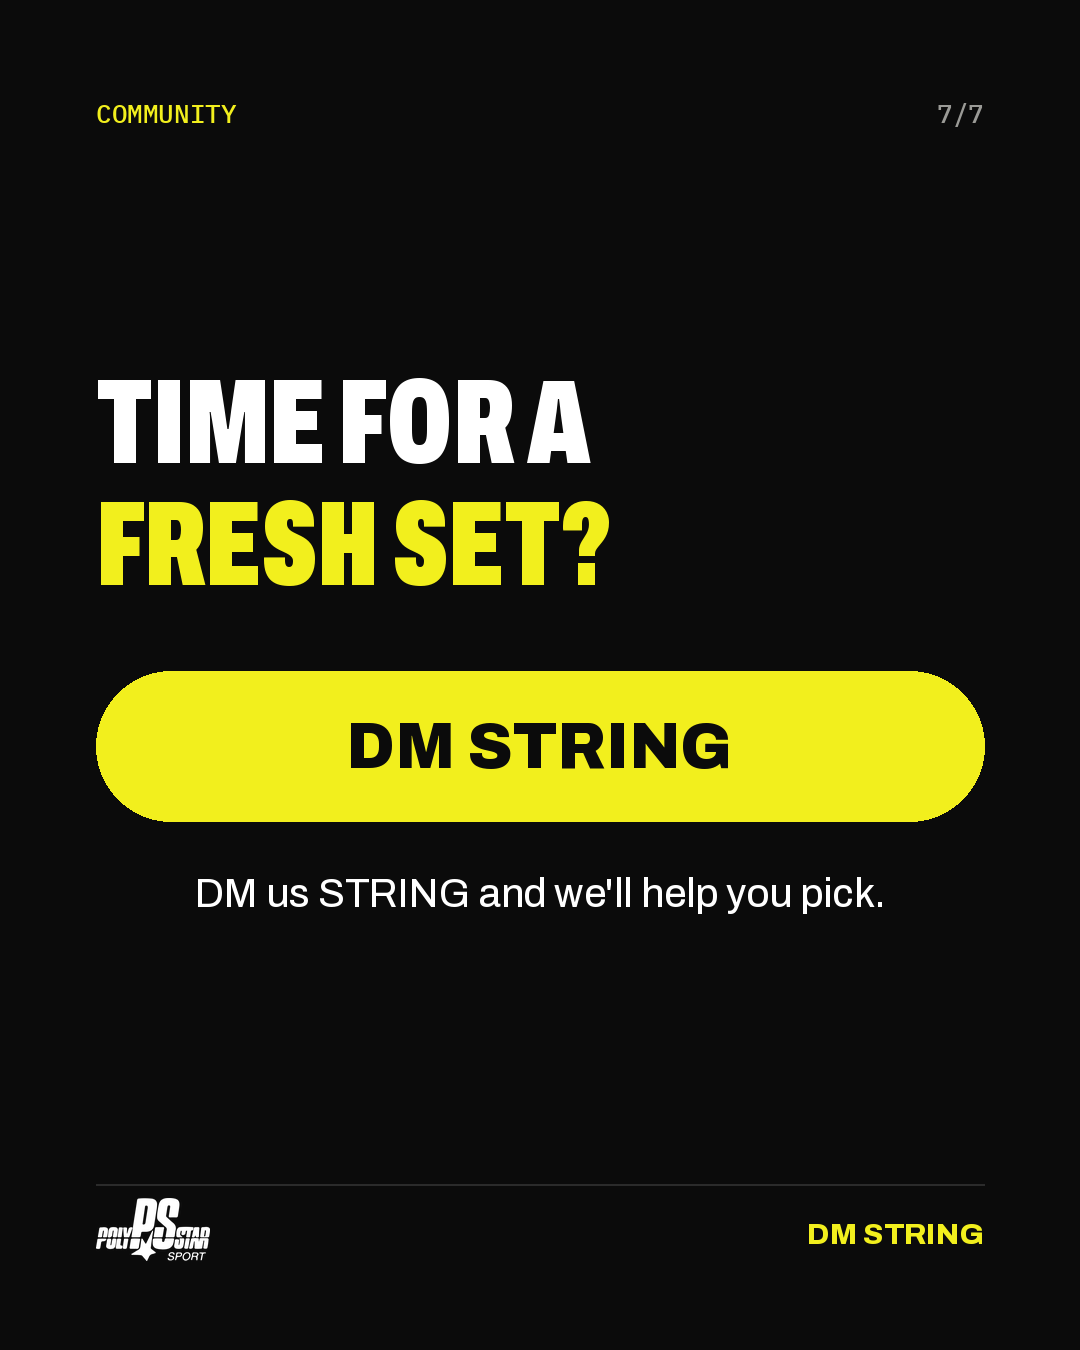 COMMUNITY
7/7
TIME FOR A
FRESH SET?
DM STRING
DM us STRING and we'll help you pick.
POLY PS STAR
SPORT
DM STRING